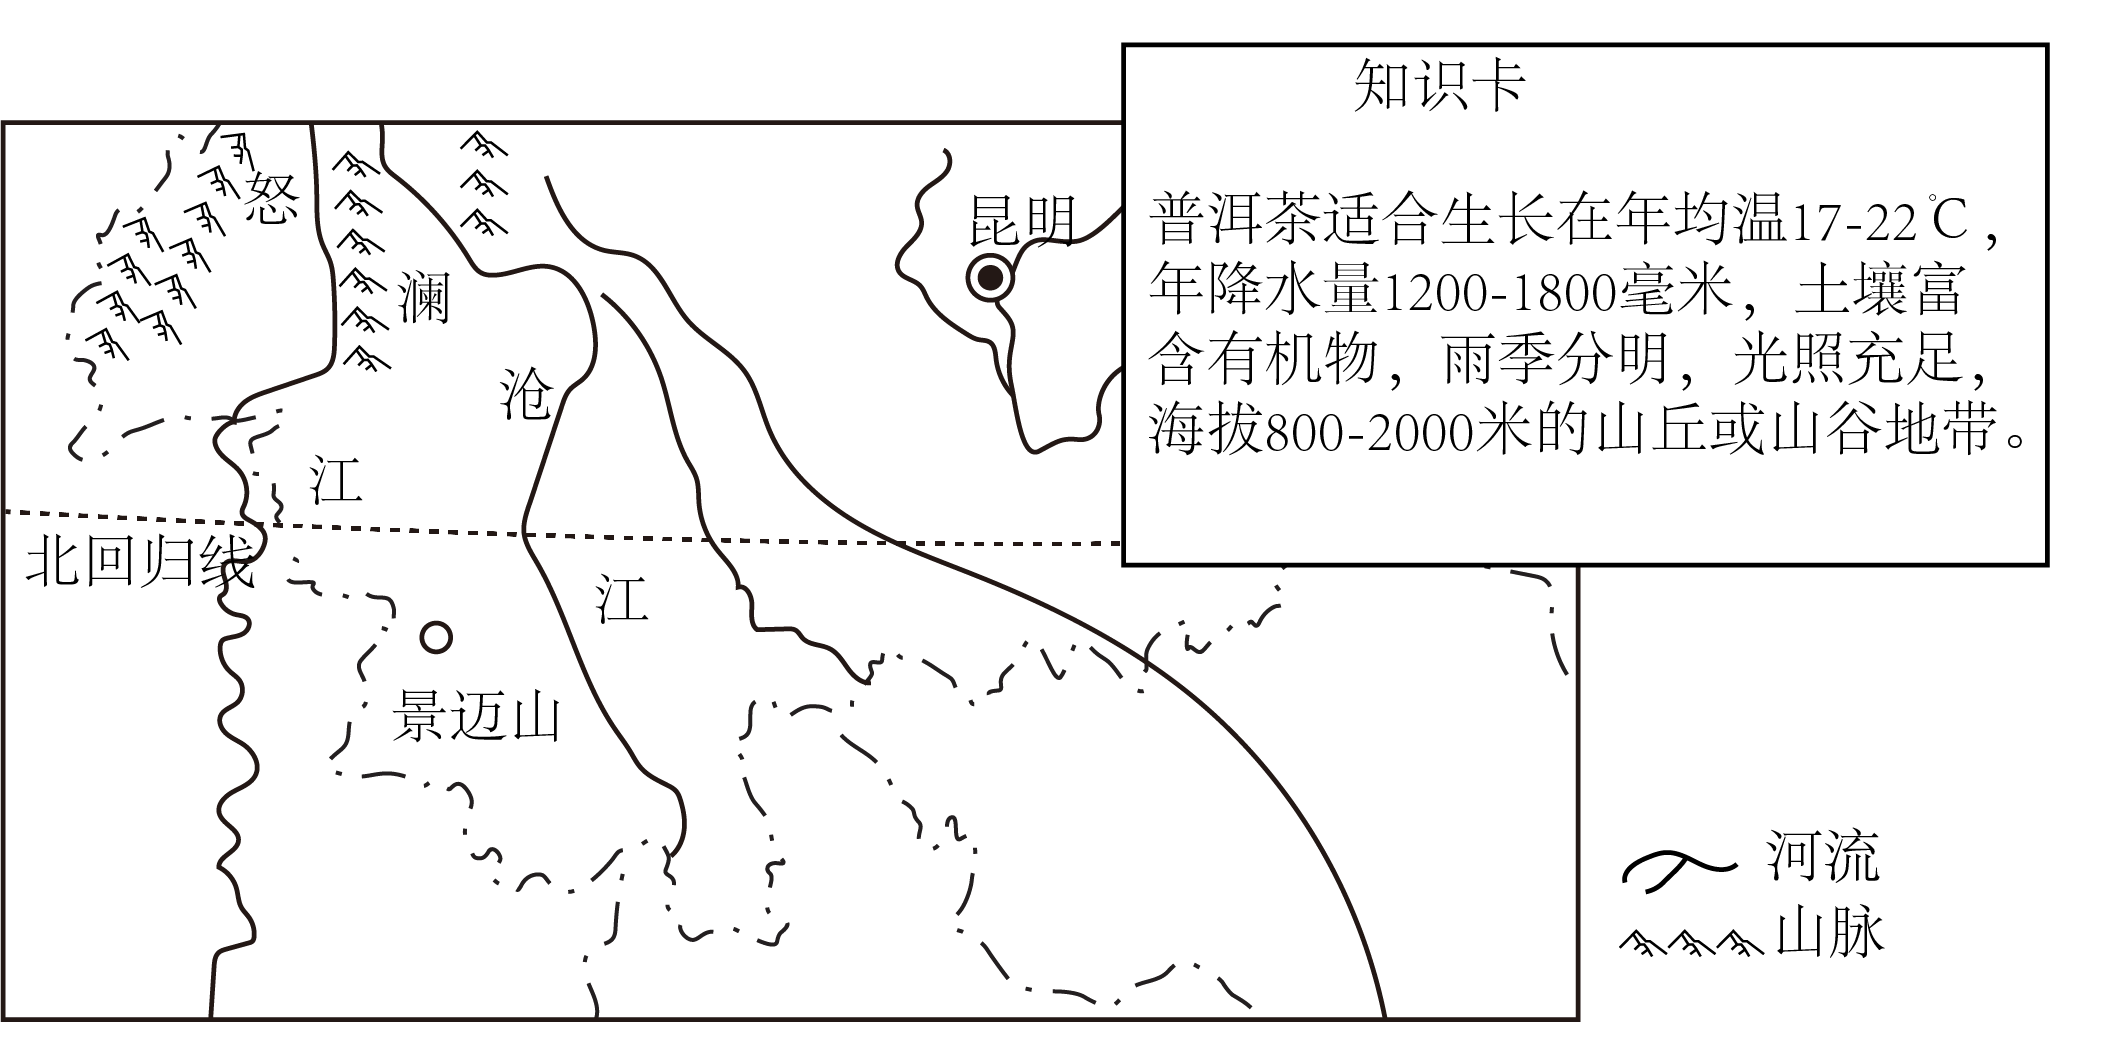 知识卡
普洱茶适合生长在年均温17-22℃，
年降水量1200-1800毫米，土壤富
含有机物，雨季分明，光照充足，
海拔800-2000米的山丘或山谷地带。
怒
江
澜
沧
江
昆明
北回归线
景迈山
河流
山脉